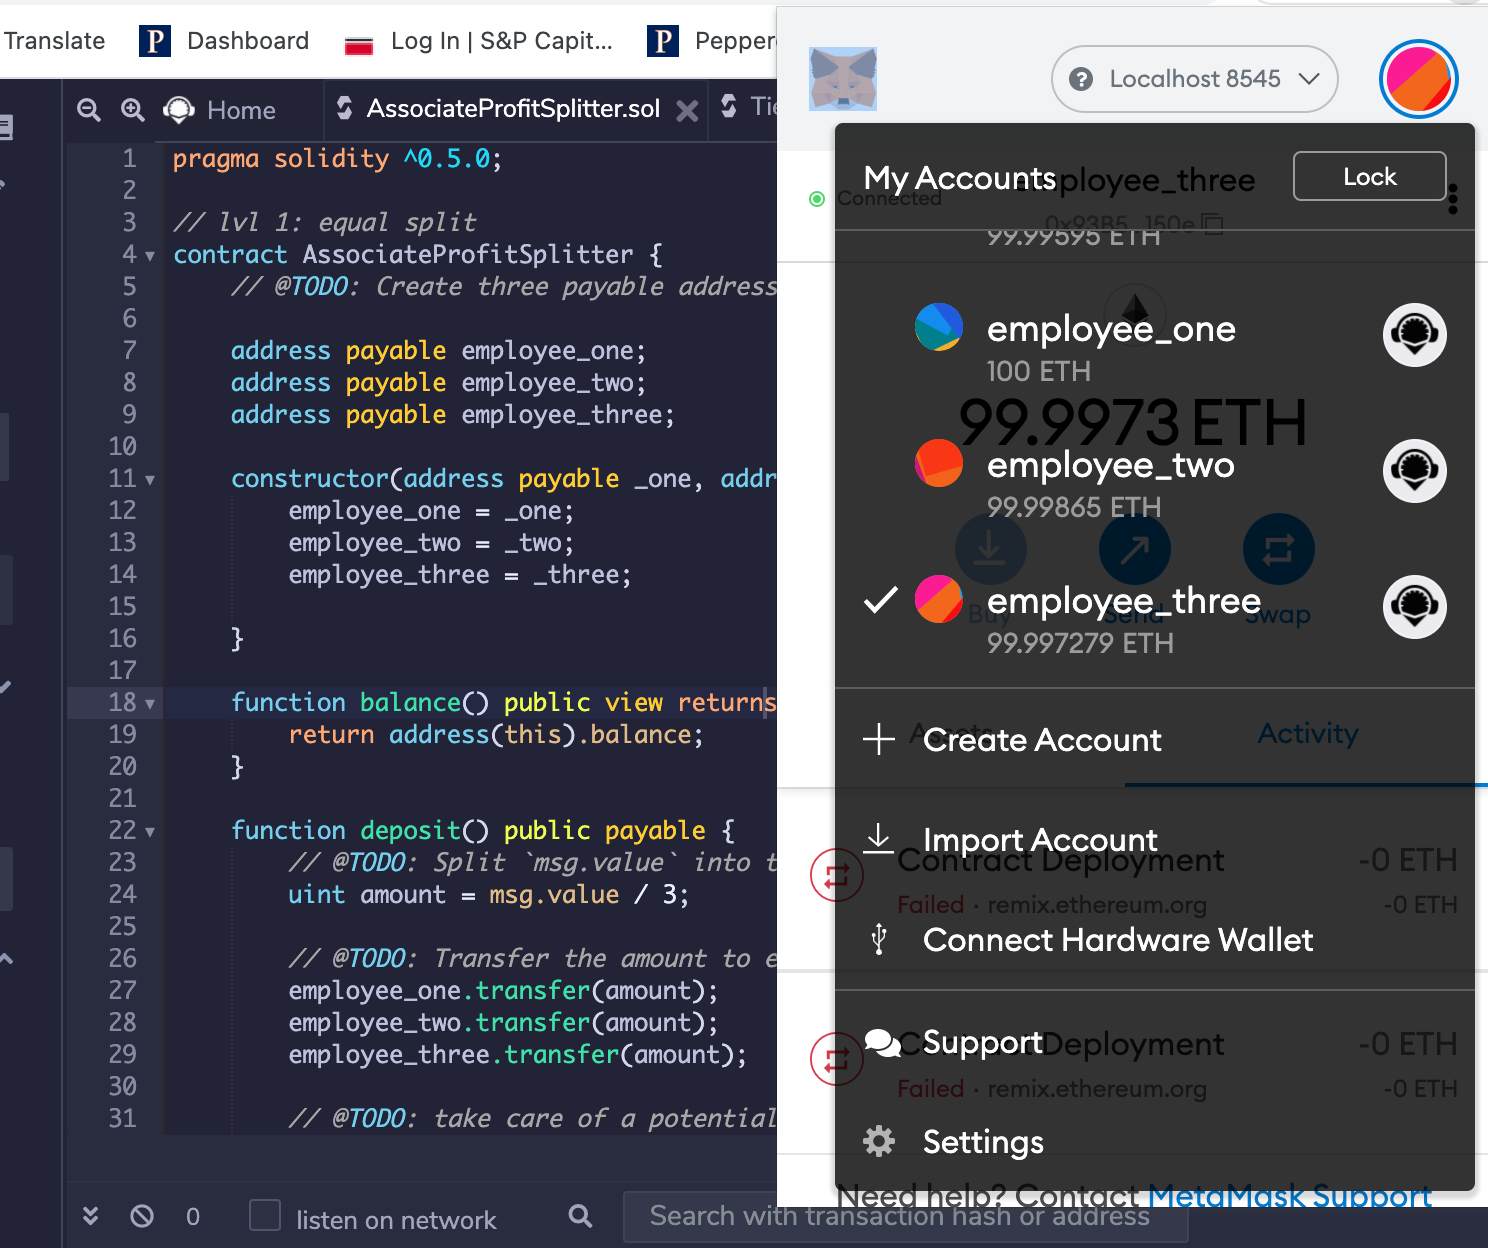 Translate
P Dashboard
Log In | S&P Capit...
P Pepper
Home
AssociateProfitSplitter.sol
Tie
1 pragma solidity ^0.5.0;
2
3 // lvl 1: equal split
4 contract AssociateProfitSplitter {
5 // @TODO: Create three payable address
6
7 address payable employee_one;
8 address payable employee_two;
9 address payable employee_three;
10
11 constructor(address payable _one, addr
12 employee_one = _one;
13 employee_two = _two;
14 employee_three = _three;
15
16 }
17
18 function balance() public view returns
19 return address(this).balance;
20 }
21
22 function deposit() public payable {
23 // @TODO: Split `msg.value` into t
24 uint amount = msg.value / 3;
25
26 // @TODO: Transfer the amount to e
27 employee_one.transfer(amount);
28 employee_two.transfer(amount);
29 employee_three.transfer(amount);
30
31 // @TODO: take care of a potential
0
listen on network
Search with transaction hash or address
? Localhost 8545
My Accounts
Lock
employee_three
Connected
0x93B5...150e
99.99595 ETH
employee_one
100 ETH
99.9973 ETH
employee_two
99.99865 ETH
employee_three
99.997279 ETH
Buy
Send
Swap
Create Account
Assets
Activity
Import Account
Contract Deployment
-0 ETH
Failed · remix.ethereum.org
-0 ETH
Connect Hardware Wallet
Support
Contract Deployment
-0 ETH
Failed · remix.ethereum.org
-0 ETH
Settings
Need help? Contact MetaMask Support